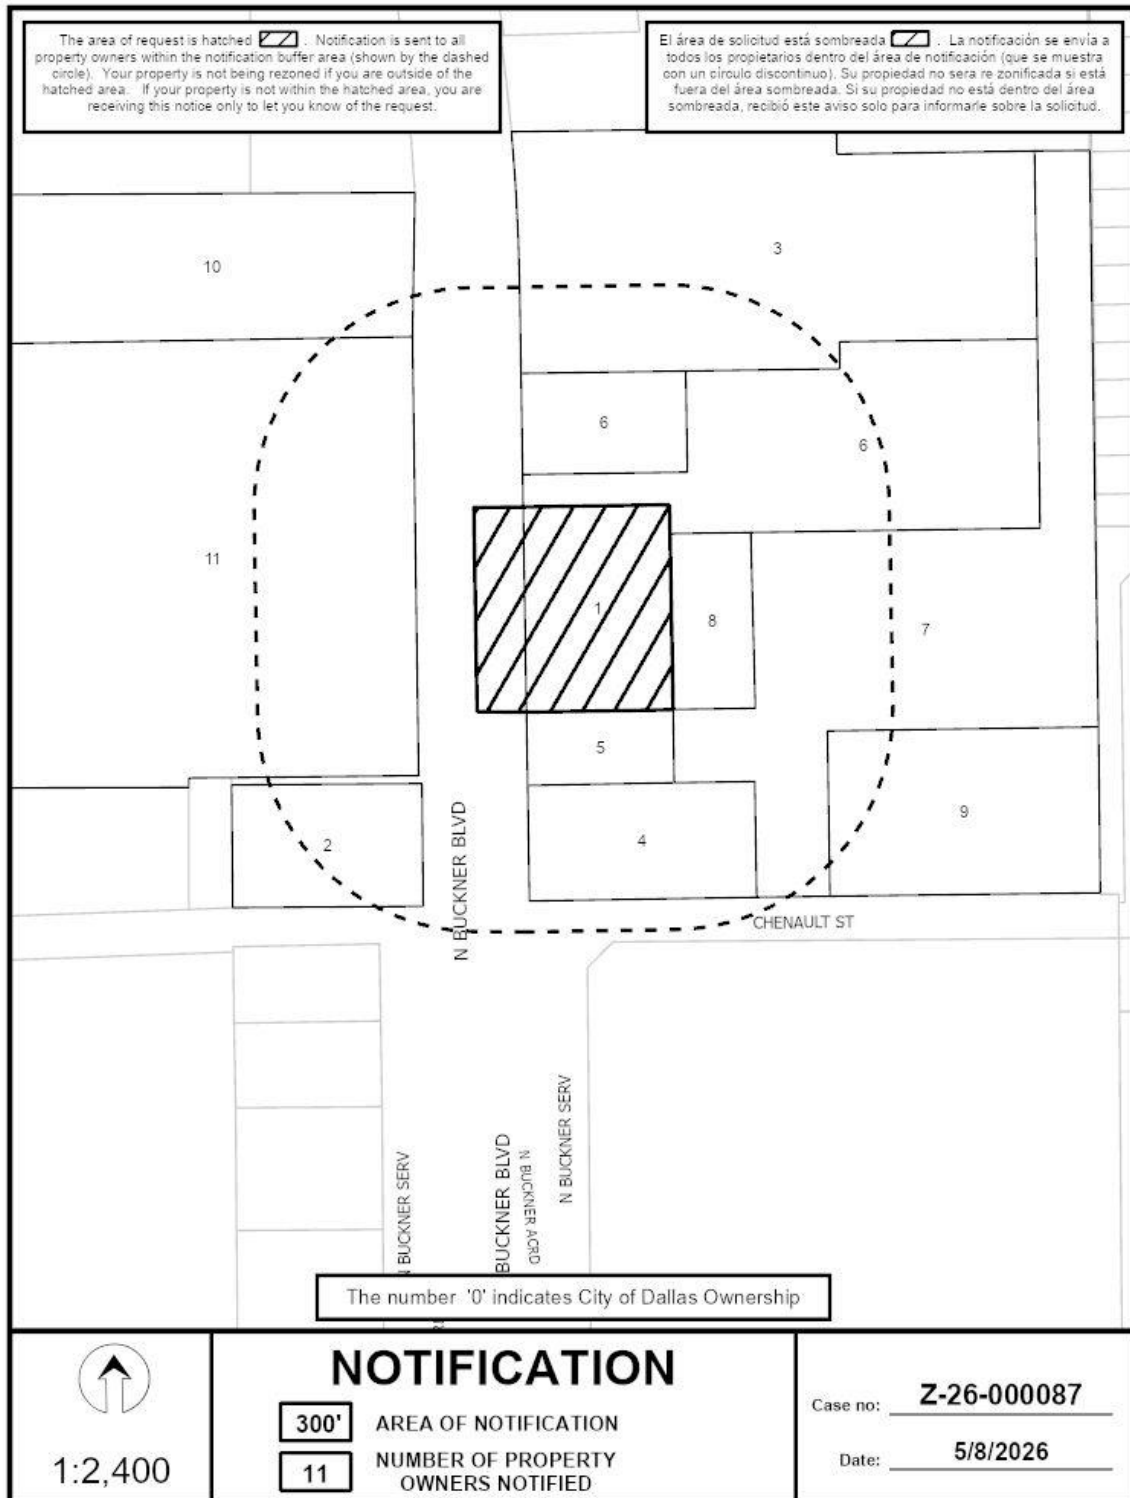 The area of request is hatched . Notification is sent to all
property owners within the notification buffer area (shown by the dashed
circle). Your property is not being rezoned if you are outside of the
hatched area. If your property is not within the hatched area, you are
receiving this notice only to let you know of the request.
El área de solicitud está sombreada . La notificación se envía a
todos los propietarios dentro del área de notificación (que se muestra
con un círculo discontinuo). Su propiedad no sera re zonificada si está
fuera del área sombreada. Si su propiedad no está dentro del área
sombreada, recibió este aviso solo para informarle sobre la solicitud.
10
3
6
6
11
1
8
7
5
2
4
9
N BUCKNER BLVD
CHENAULT ST
N BUCKNER SERV
BUCKNER BLVD
N BUCKNER ACRD
N BUCKNER SERV
The number '0' indicates City of Dallas Ownership
1:2,400
NOTIFICATION
300' AREA OF NOTIFICATION
11 NUMBER OF PROPERTY
OWNERS NOTIFIED
Case no: Z-26-000087
Date: 5/8/2026